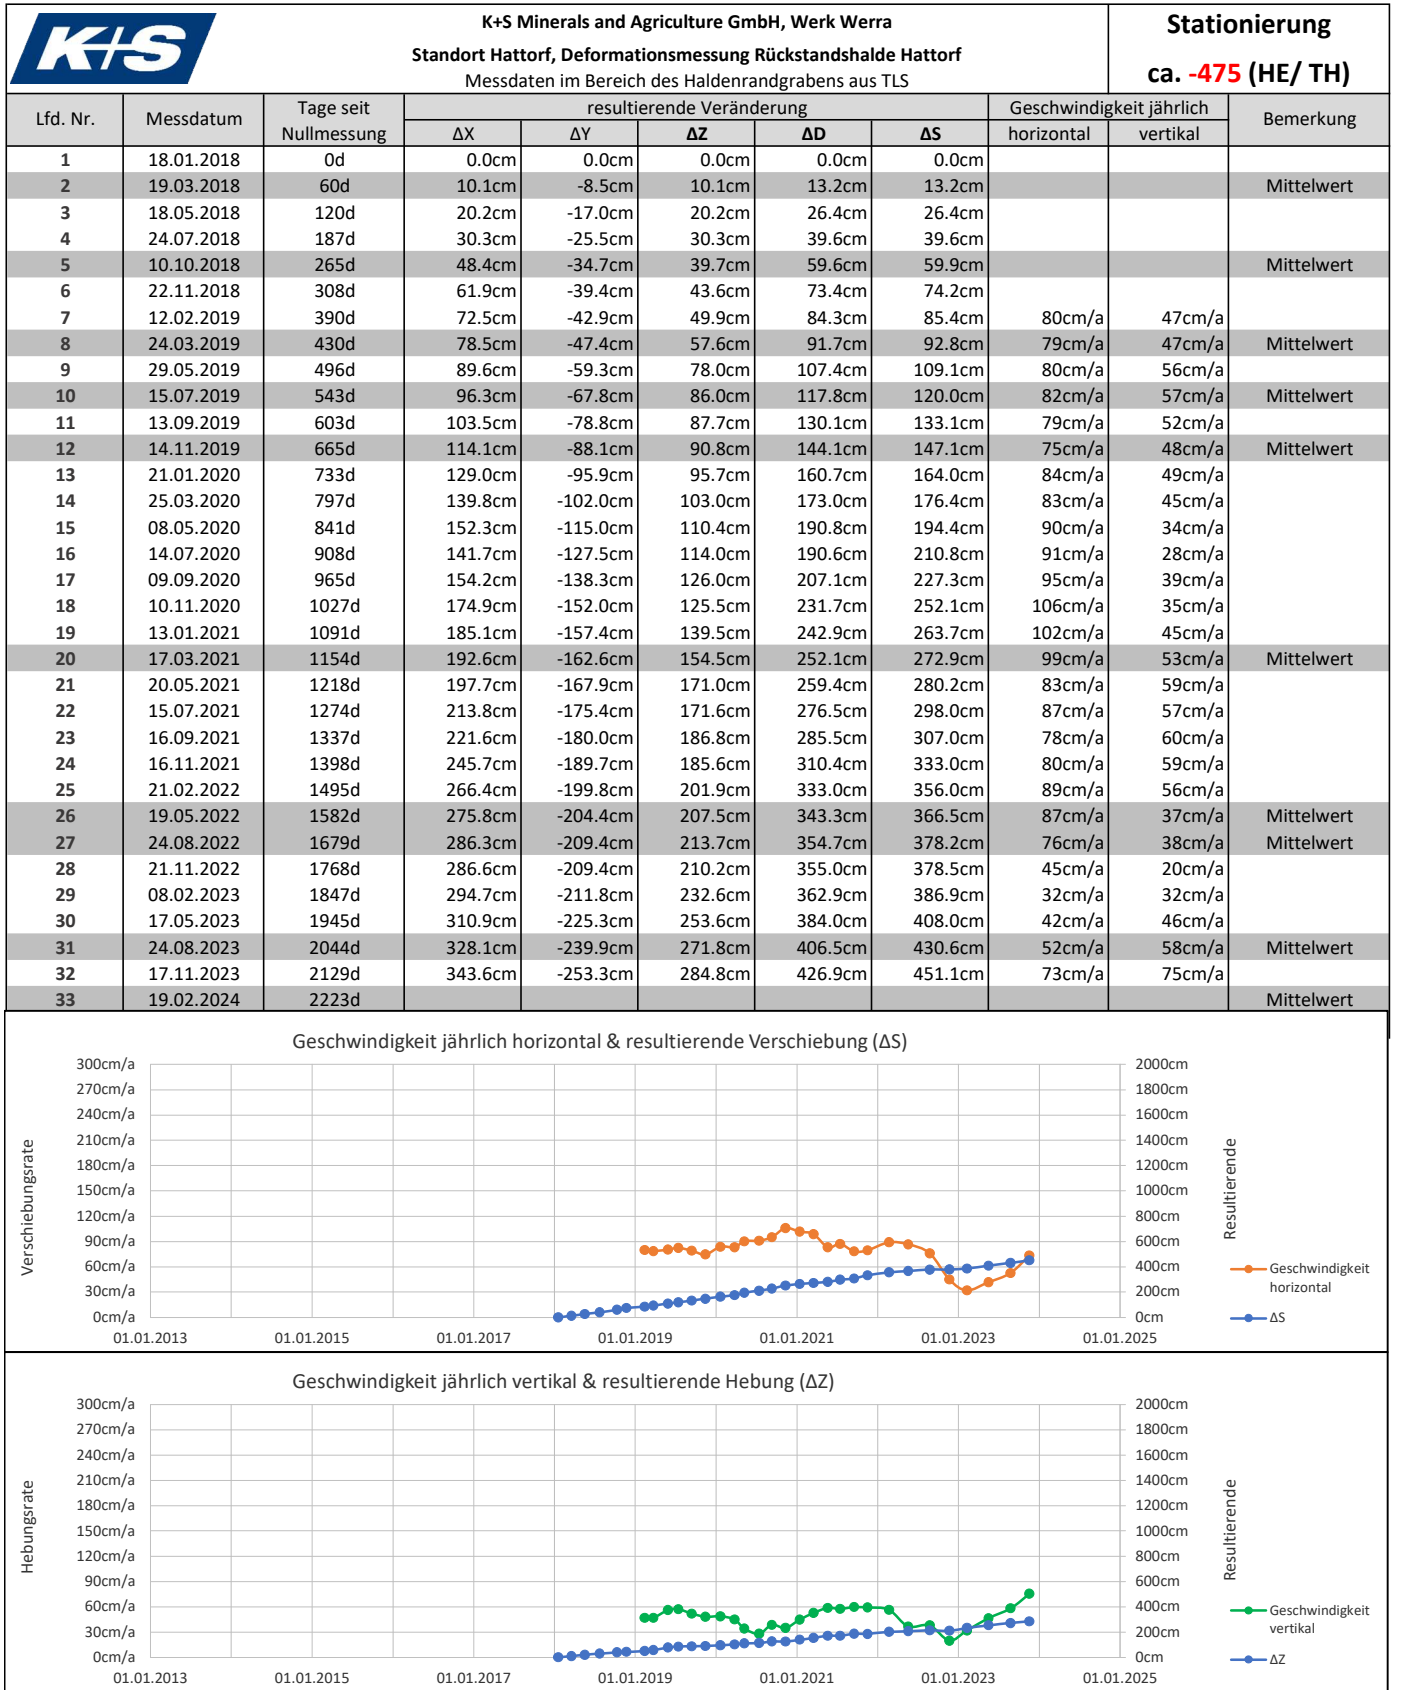 K+S
K+S Minerals and Agriculture GmbH, Werk Werra
Standort Hattorf, Deformationsmessung Rückstandshalde Hattorf
Messdaten im Bereich des Haldenrandgrabens aus TLS
Stationierung
ca. -475 (HE/ TH)
Lfd. Nr. Messdatum Tage seit Nullmessung resultierende Veränderung Geschwindigkeit jährlich Bemerkung
ΔX ΔY ΔZ ΔD ΔS horizontal vertikal
1 18.01.2018 0d 0.0cm 0.0cm 0.0cm 0.0cm 0.0cm
2 19.03.2018 60d 10.1cm -8.5cm 10.1cm 13.2cm 13.2cm Mittelwert
3 18.05.2018 120d 20.2cm -17.0cm 20.2cm 26.4cm 26.4cm
4 24.07.2018 187d 30.3cm -25.5cm 30.3cm 39.6cm 39.6cm
5 10.10.2018 265d 48.4cm -34.7cm 39.7cm 59.6cm 59.9cm Mittelwert
6 22.11.2018 308d 61.9cm -39.4cm 43.6cm 73.4cm 74.2cm
7 12.02.2019 390d 72.5cm -42.9cm 49.9cm 84.3cm 85.4cm 80cm/a 47cm/a
8 24.03.2019 430d 78.5cm -47.4cm 57.6cm 91.7cm 92.8cm 79cm/a 47cm/a Mittelwert
9 29.05.2019 496d 89.6cm -59.3cm 78.0cm 107.4cm 109.1cm 80cm/a 56cm/a
10 15.07.2019 543d 96.3cm -67.8cm 86.0cm 117.8cm 120.0cm 82cm/a 57cm/a Mittelwert
11 13.09.2019 603d 103.5cm -78.8cm 87.7cm 130.1cm 133.1cm 79cm/a 52cm/a
12 14.11.2019 665d 114.1cm -88.1cm 90.8cm 144.1cm 147.1cm 75cm/a 48cm/a Mittelwert
13 21.01.2020 733d 129.0cm -95.9cm 95.7cm 160.7cm 164.0cm 84cm/a 49cm/a
14 25.03.2020 797d 139.8cm -102.0cm 103.0cm 173.0cm 176.4cm 83cm/a 45cm/a
15 08.05.2020 841d 152.3cm -115.0cm 110.4cm 190.8cm 194.4cm 90cm/a 34cm/a
16 14.07.2020 908d 141.7cm -127.5cm 114.0cm 190.6cm 210.8cm 91cm/a 28cm/a
17 09.09.2020 965d 154.2cm -138.3cm 126.0cm 207.1cm 227.3cm 95cm/a 39cm/a
18 10.11.2020 1027d 174.9cm -152.0cm 125.5cm 231.7cm 252.1cm 106cm/a 35cm/a
19 13.01.2021 1091d 185.1cm -157.4cm 139.5cm 242.9cm 263.7cm 102cm/a 45cm/a
20 17.03.2021 1154d 192.6cm -162.6cm 154.5cm 252.1cm 272.9cm 99cm/a 53cm/a Mittelwert
21 20.05.2021 1218d 197.7cm -167.9cm 171.0cm 259.4cm 280.2cm 83cm/a 59cm/a
22 15.07.2021 1274d 213.8cm -175.4cm 171.6cm 276.5cm 298.0cm 87cm/a 57cm/a
23 16.09.2021 1337d 221.6cm -180.0cm 186.8cm 285.5cm 307.0cm 78cm/a 60cm/a
24 16.11.2021 1398d 245.7cm -189.7cm 185.6cm 310.4cm 333.0cm 80cm/a 59cm/a
25 21.02.2022 1495d 266.4cm -199.8cm 201.9cm 333.0cm 356.0cm 89cm/a 56cm/a
26 19.05.2022 1582d 275.8cm -204.4cm 207.5cm 343.3cm 366.5cm 87cm/a 37cm/a Mittelwert
27 24.08.2022 1679d 286.3cm -209.4cm 213.7cm 354.7cm 378.2cm 76cm/a 38cm/a Mittelwert
28 21.11.2022 1768d 286.6cm -209.4cm 210.2cm 355.0cm 378.5cm 45cm/a 20cm/a
29 08.02.2023 1847d 294.7cm -211.8cm 232.6cm 362.9cm 386.9cm 32cm/a 32cm/a
30 17.05.2023 1945d 310.9cm -225.3cm 253.6cm 384.0cm 408.0cm 42cm/a 46cm/a
31 24.08.2023 2044d 328.1cm -239.9cm 271.8cm 406.5cm 430.6cm 52cm/a 58cm/a Mittelwert
32 17.11.2023 2129d 343.6cm -253.3cm 284.8cm 426.9cm 451.1cm 73cm/a 75cm/a
33 19.02.2024 2223d Mittelwert
Geschwindigkeit jährlich horizontal & resultierende Verschiebung (ΔS)
300cm/a 2000cm
270cm/a 1800cm
240cm/a 1600cm
210cm/a 1400cm
180cm/a 1200cm
150cm/a 1000cm
120cm/a 800cm
90cm/a 600cm
60cm/a 400cm
30cm/a 200cm
0cm/a 0cm
Verschiebungsrate
Resultierende
Geschwindigkeit
horizontal
ΔS
01.01.2013 01.01.2015 01.01.2017 01.01.2019 01.01.2021 01.01.2023 01.01.2025
Geschwindigkeit jährlich vertikal & resultierende Hebung (ΔZ)
300cm/a 2000cm
270cm/a 1800cm
240cm/a 1600cm
210cm/a 1400cm
180cm/a 1200cm
150cm/a 1000cm
120cm/a 800cm
90cm/a 600cm
60cm/a 400cm
30cm/a 200cm
0cm/a 0cm
Hebungsrate
Resultierende
Geschwindigkeit
vertikal
ΔZ
01.01.2013 01.01.2015 01.01.2017 01.01.2019 01.01.2021 01.01.2023 01.01.2025